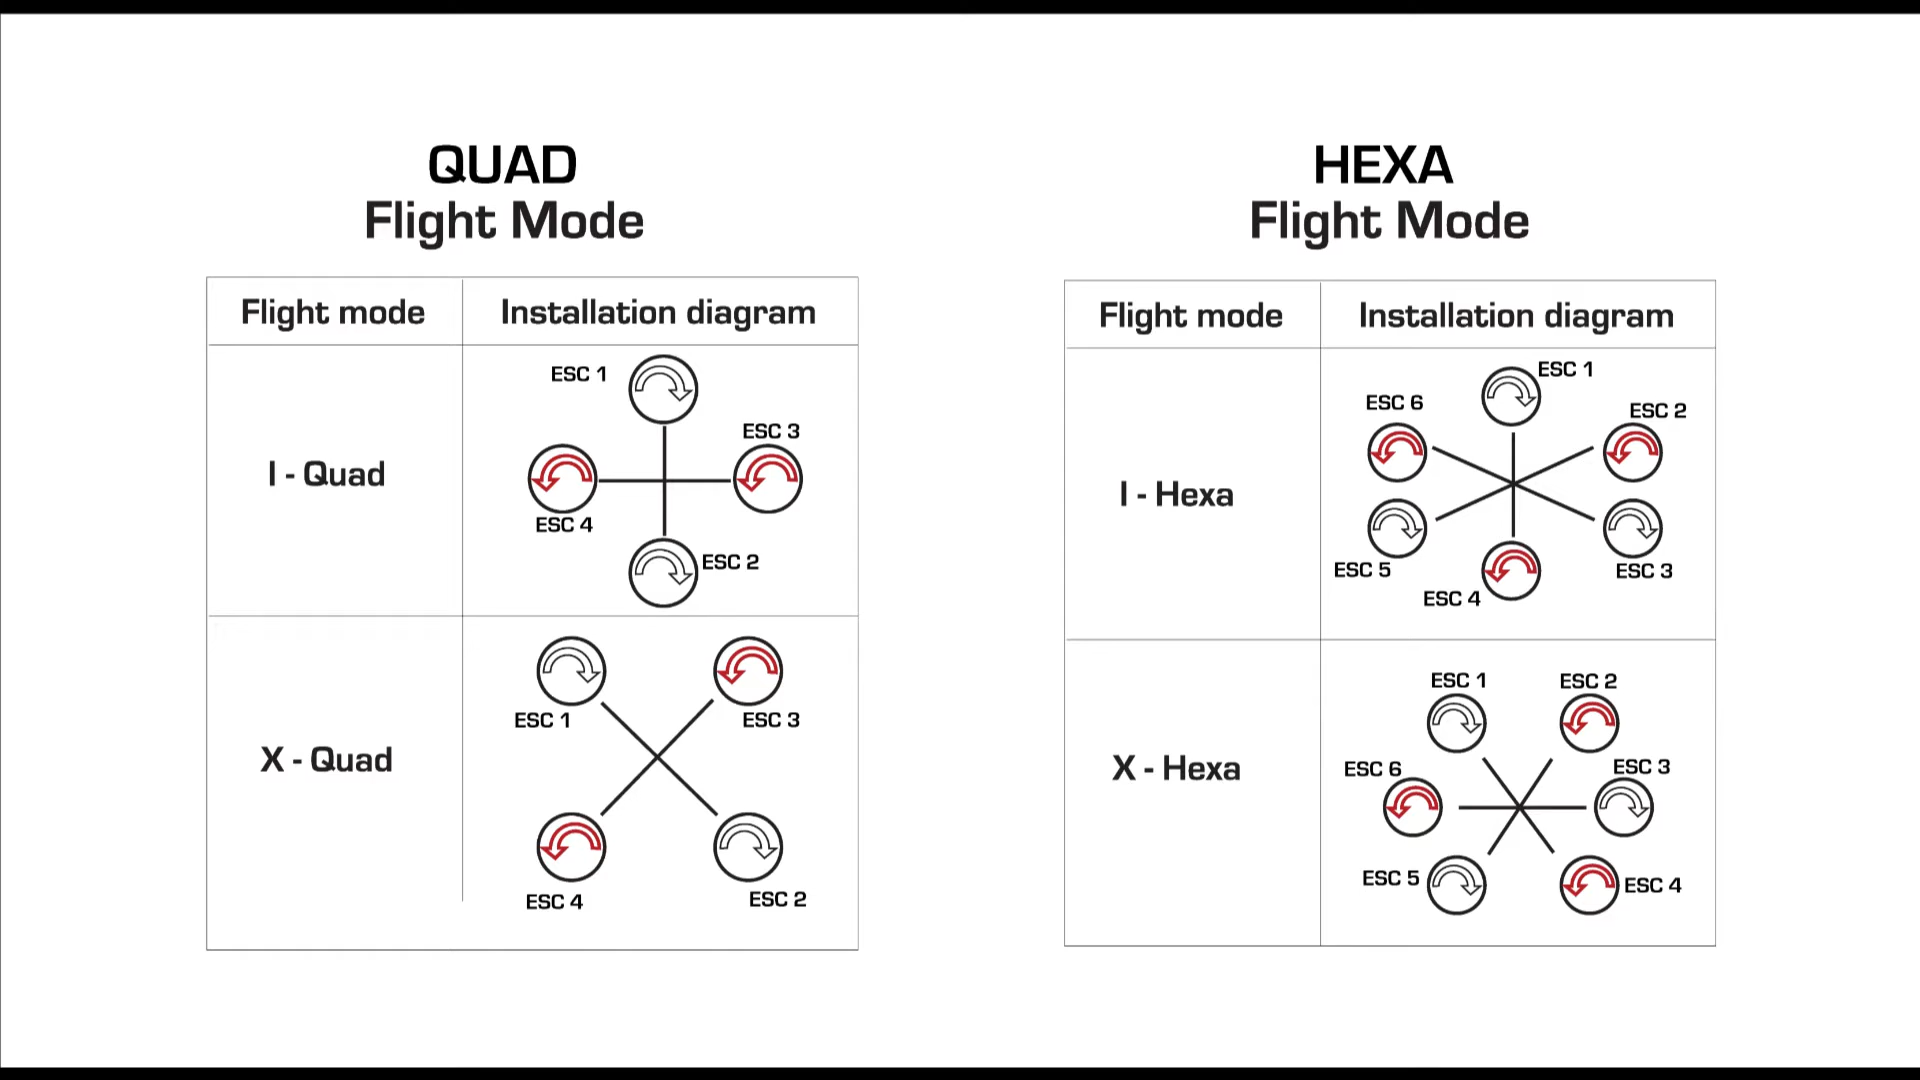 QUAD
Flight Mode
Flight mode
Installation diagram
I - Quad
ESC 1
ESC 3
ESC 4
ESC 2
X - Quad
ESC 1
ESC 3
ESC 4
ESC 2
HEXA
Flight Mode
Flight mode
Installation diagram
I - Hexa
ESC 1
ESC 6
ESC 2
ESC 5
ESC 3
ESC 4
X - Hexa
ESC 1
ESC 2
ESC 6
ESC 3
ESC 5
ESC 4